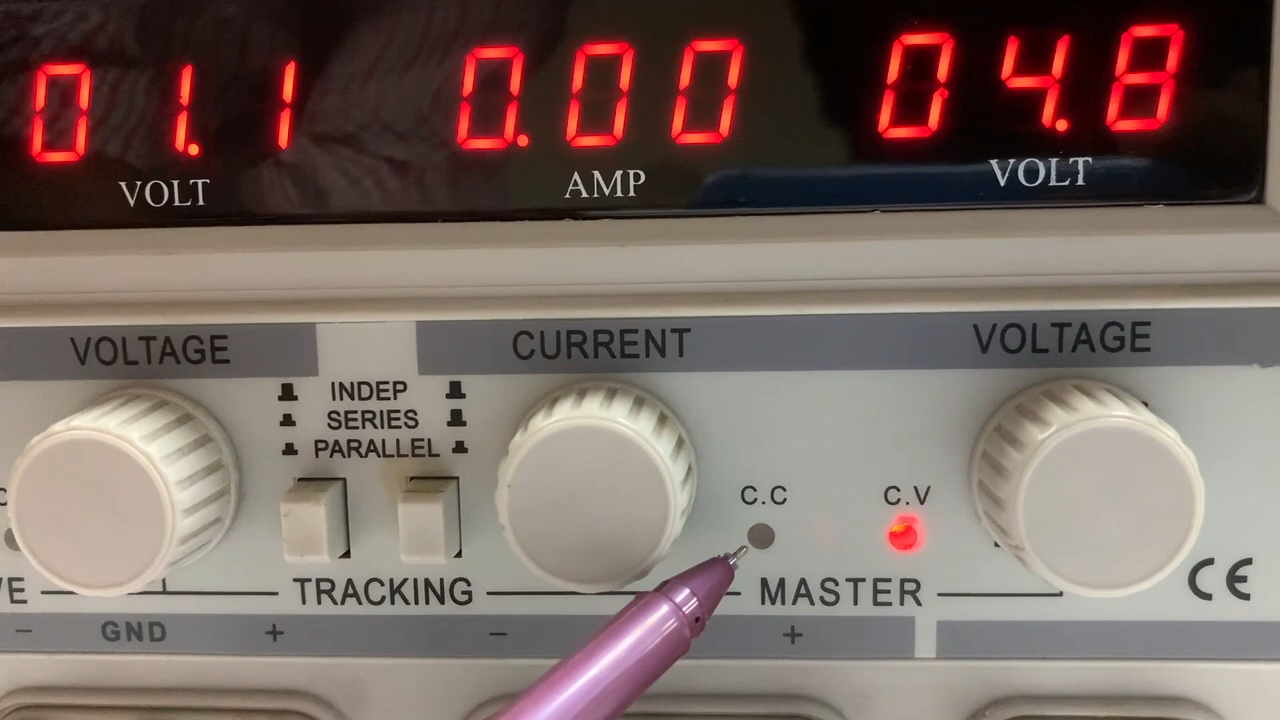 01.1 0.00 04.8
VOLT AMP VOLT
VOLTAGE CURRENT VOLTAGE
INDEP
SERIES
PARALLEL
C.C C.V
TRACKING MASTER CE
- GND + - +